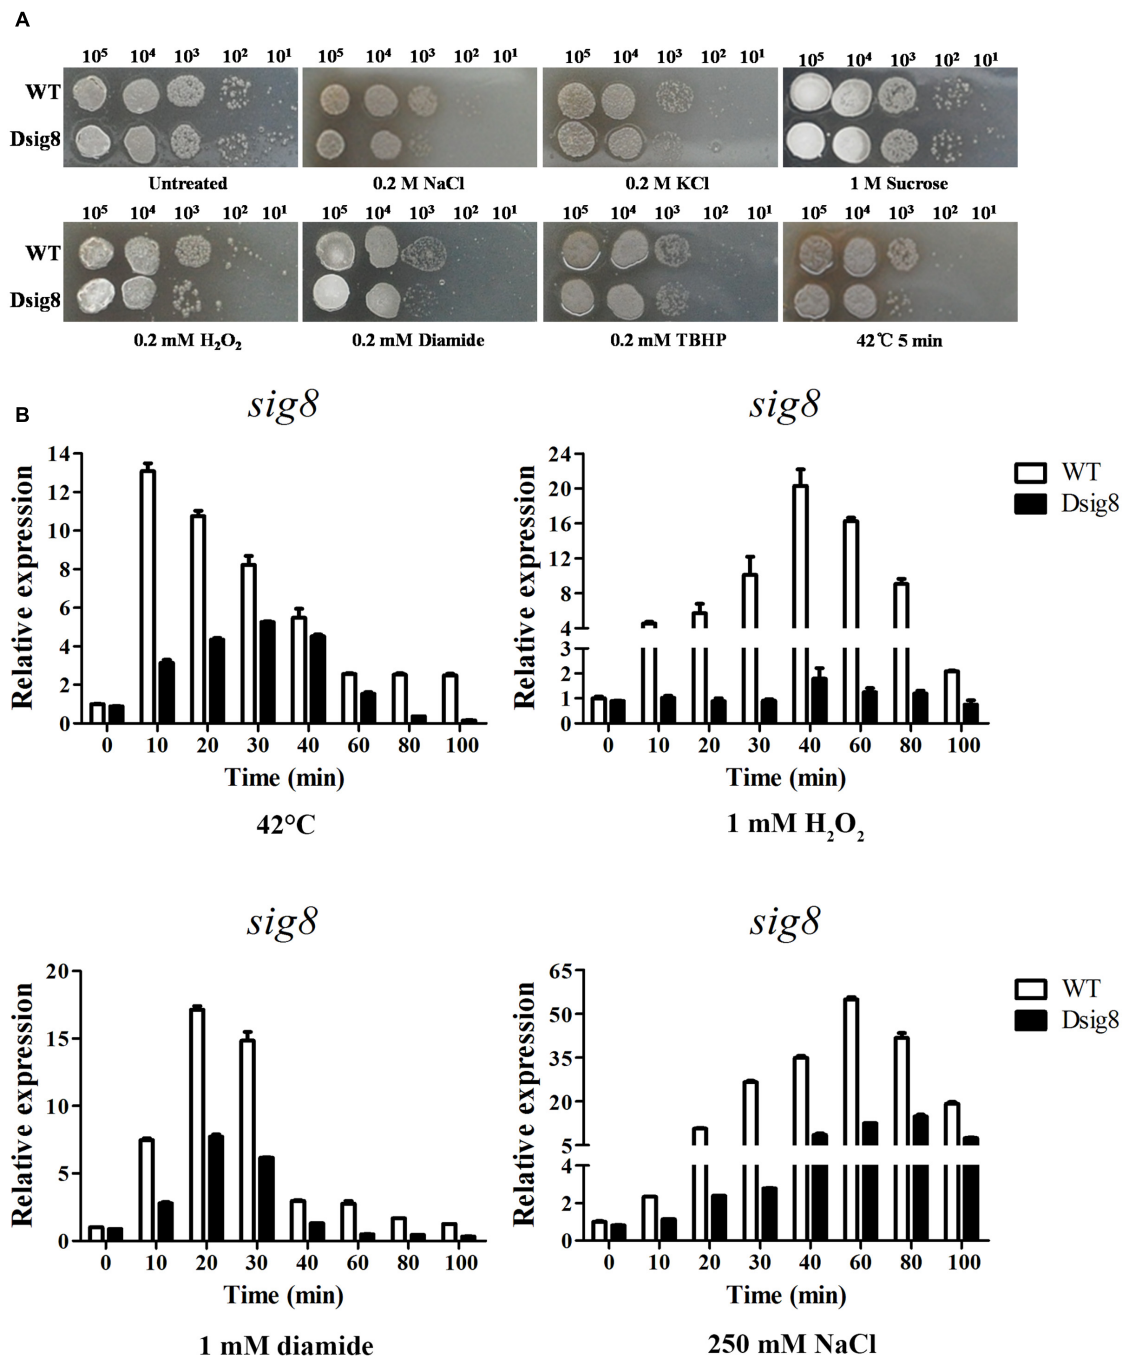 A
10⁵ 10⁴ 10³ 10² 10¹ 10⁵ 10⁴ 10³ 10² 10¹ 10⁵ 10⁴ 10³ 10² 10¹ 10⁵ 10⁴ 10³ 10² 10¹
WT
Dsig8
Untreated 0.2 M NaCl 0.2 M KCl 1 M Sucrose
10⁵ 10⁴ 10³ 10² 10¹ 10⁵ 10⁴ 10³ 10² 10¹ 10⁵ 10⁴ 10³ 10² 10¹ 10⁵ 10⁴ 10³ 10² 10¹
WT
Dsig8
0.2 mM H₂O₂ 0.2 mM Diamide 0.2 mM TBHP 42℃ 5 min
B
sig8
Relative expression
14
12
10
8
6
4
2
0
0 10 20 30 40 60 80 100
Time (min)
42°C
sig8
Relative expression
24
20
16
12
8
4
3
2
1
0
0 10 20 30 40 60 80 100
Time (min)
1 mM H₂O₂
WT
Dsig8
sig8
Relative expression
20
15
10
5
0
0 10 20 30 40 60 80 100
Time (min)
1 mM diamide
sig8
Relative expression
65
50
35
20
5
4
2
0
0 10 20 30 40 60 80 100
Time (min)
250 mM NaCl
WT
Dsig8